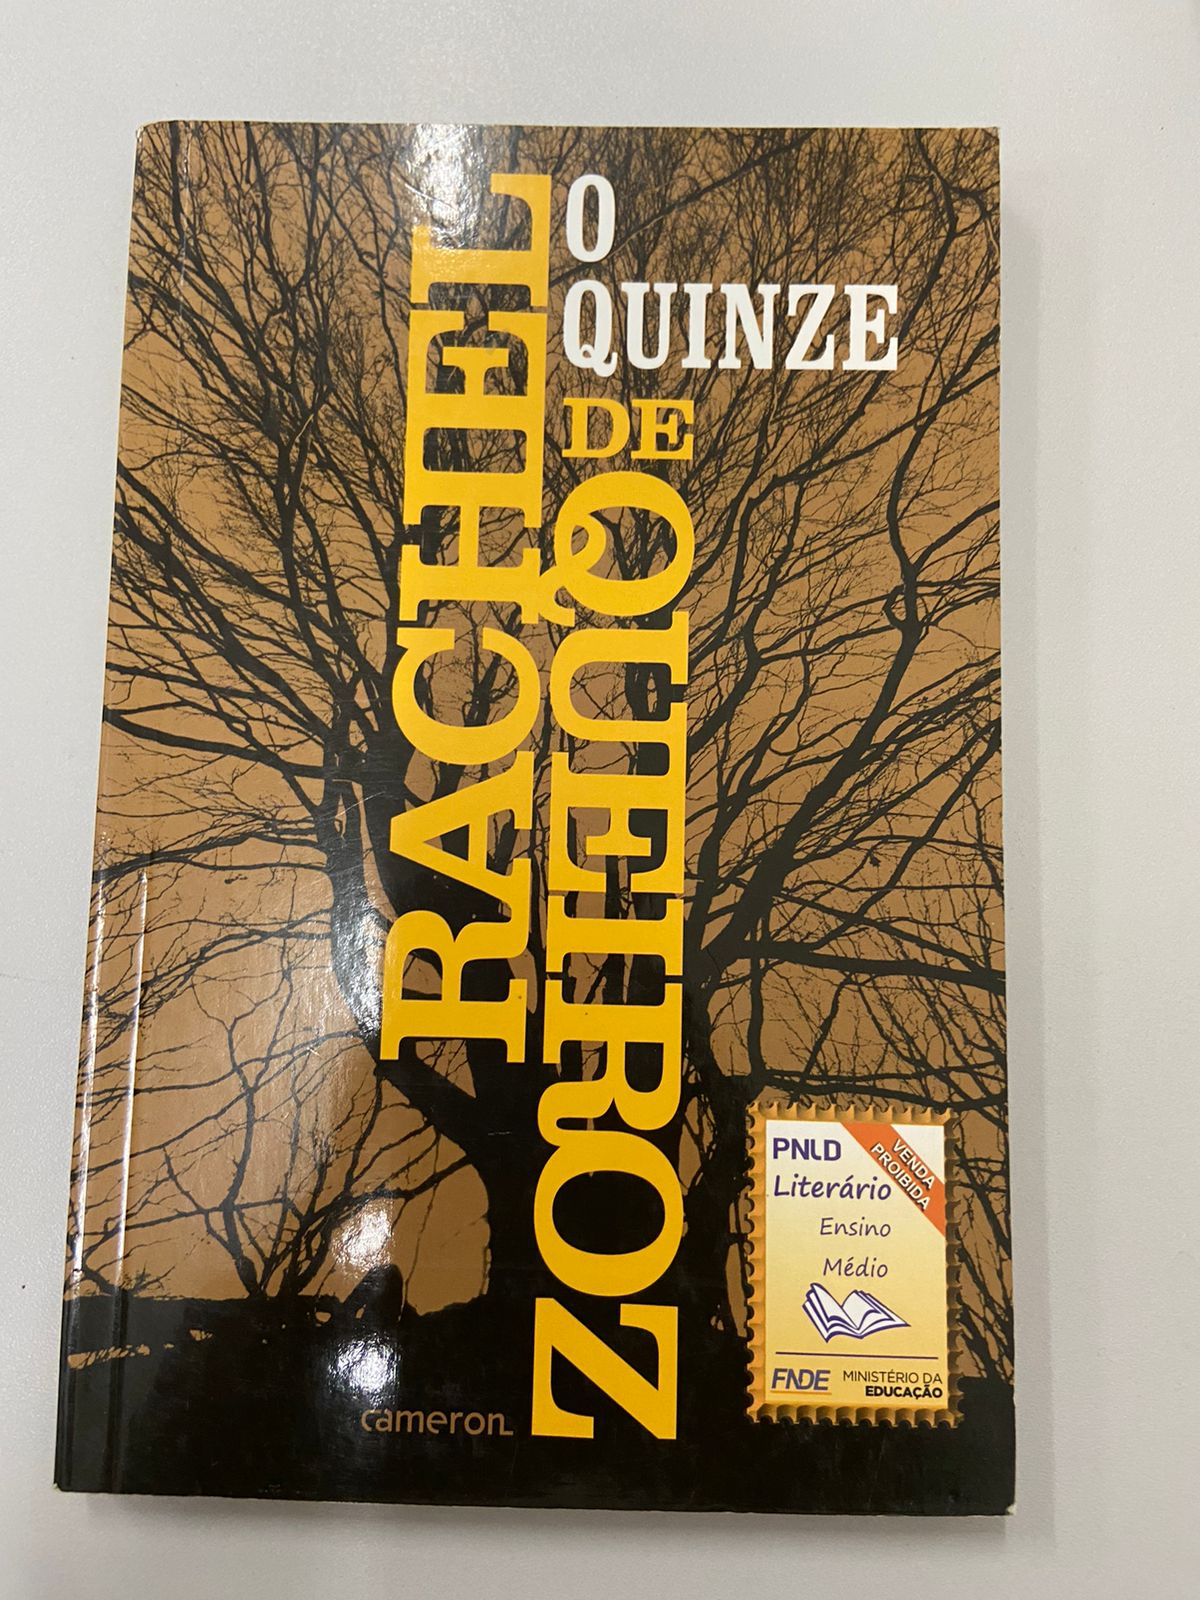 O
QUINZE
RACHEL
DE
QUEIROZ
cameron
PNLD
Literário
Ensino
Médio
VENDA
PROIBIDA
FNDE
MINISTÉRIO DA
EDUCAÇÃO